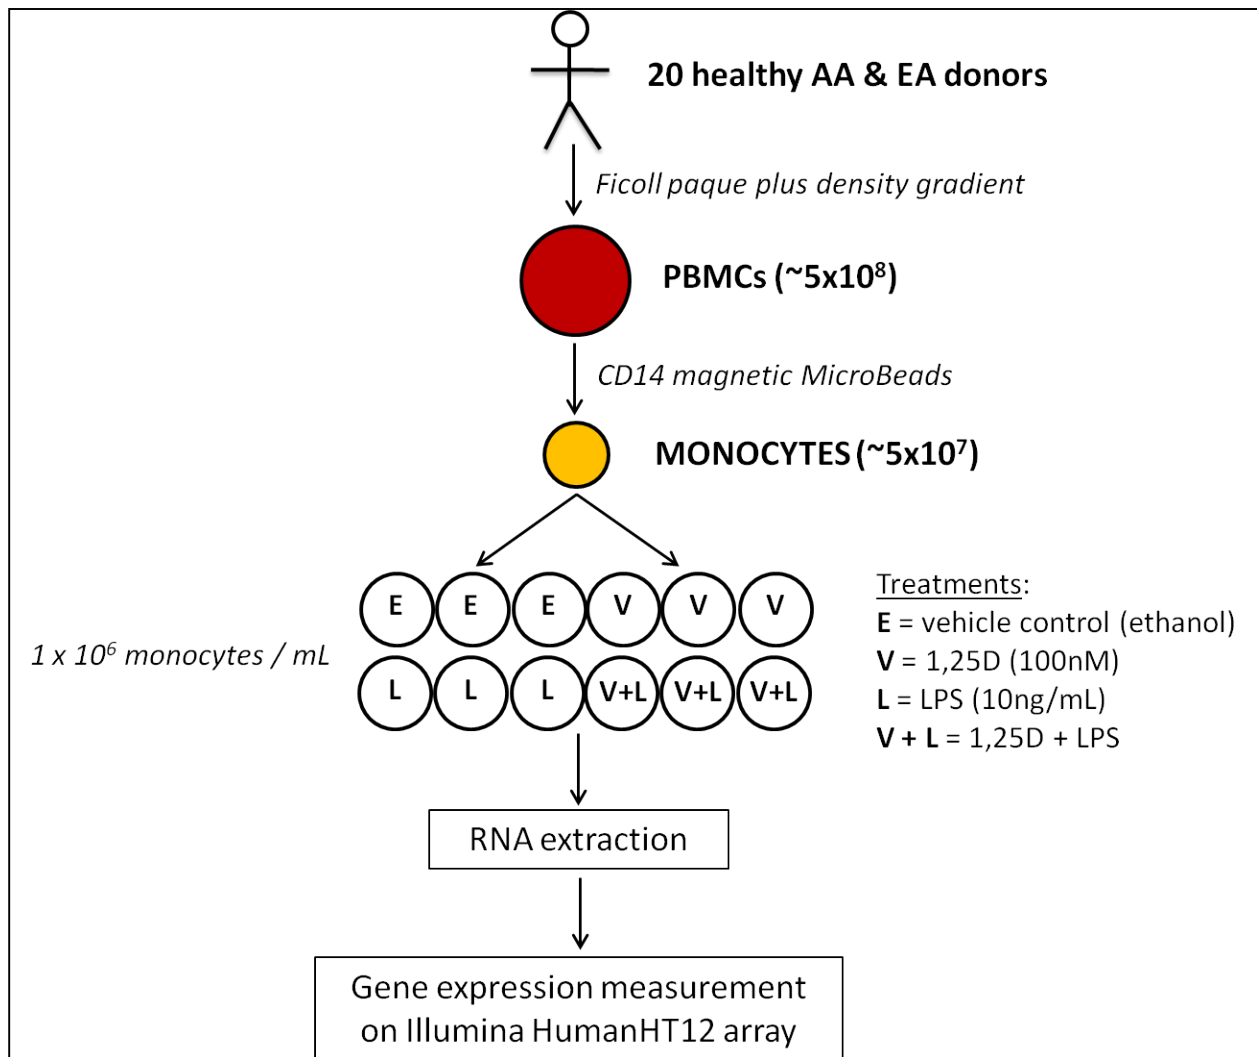 20 healthy AA & EA donors
Ficoll paque plus density gradient
PBMCs (~5x10⁸)
CD14 magnetic MicroBeads
MONOCYTES (~5x10⁷)
E E E V V V
L L L V+L V+L V+L
1 x 10⁶ monocytes / mL
Treatments:
E = vehicle control (ethanol)
V = 1,25D (100nM)
L = LPS (10ng/mL)
V + L = 1,25D + LPS
RNA extraction
Gene expression measurement
on Illumina HumanHT12 array